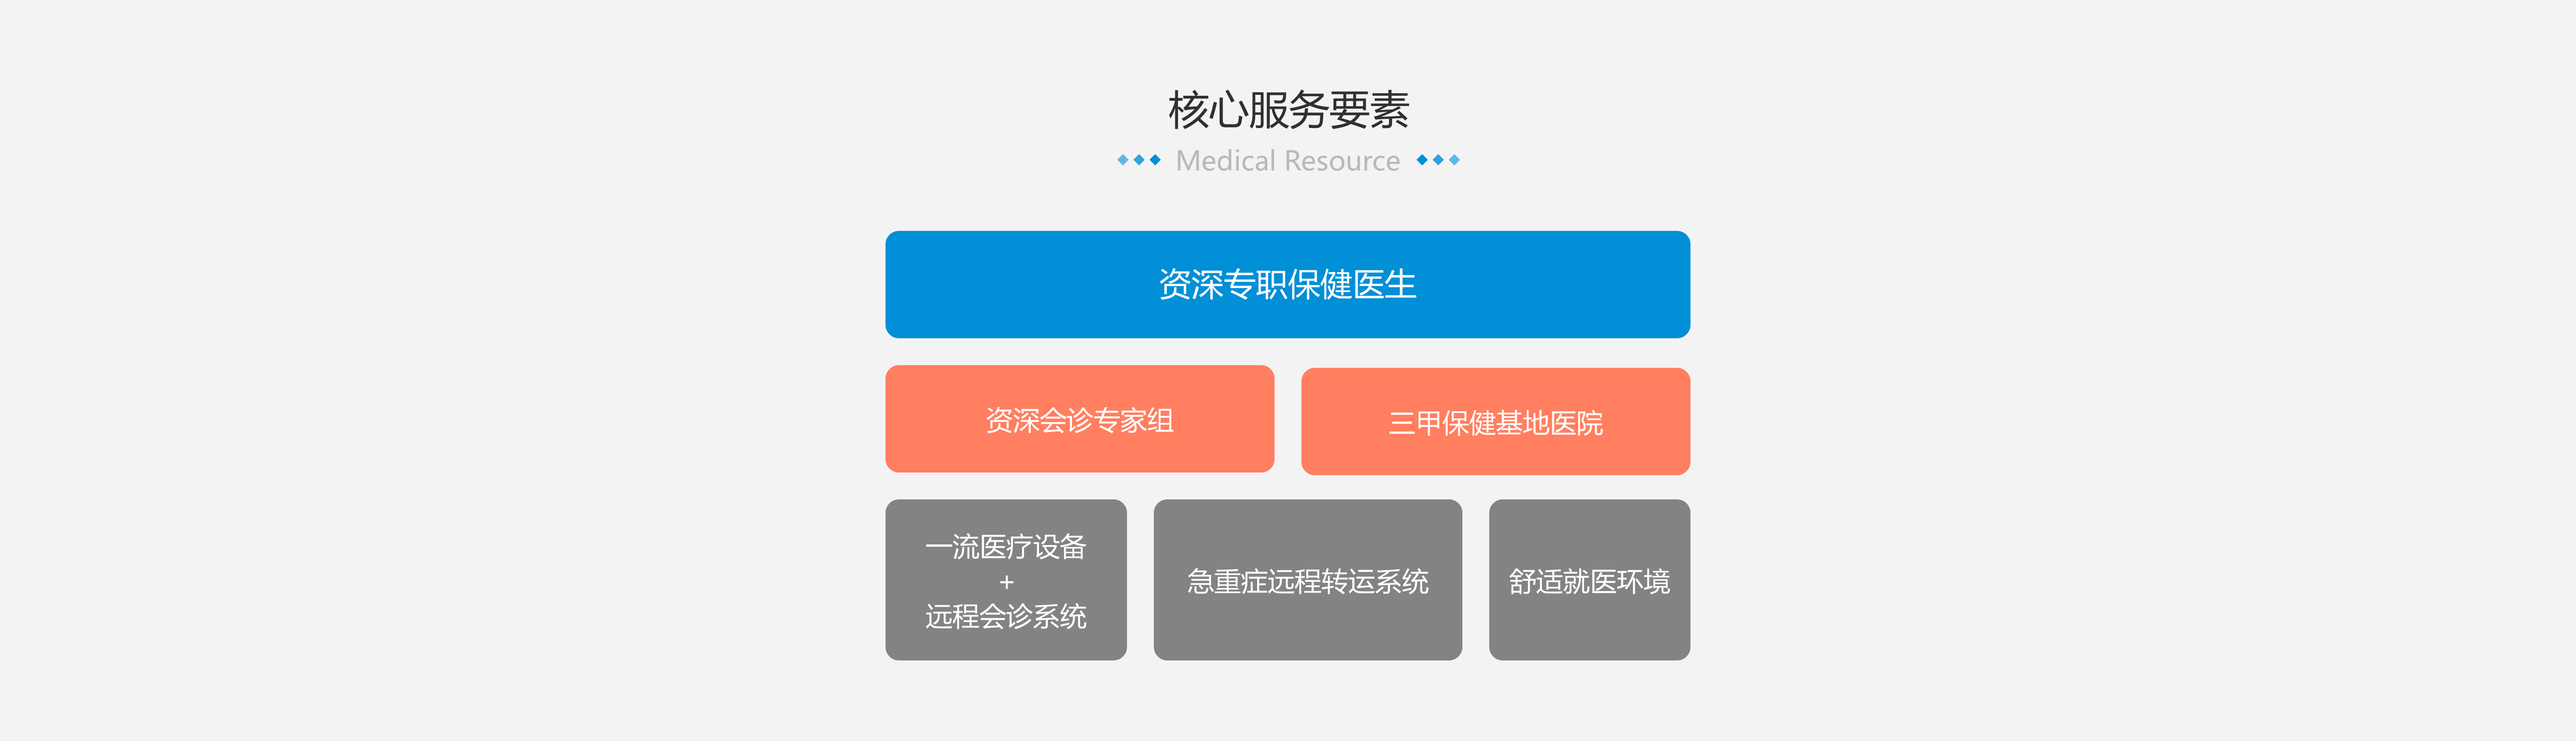 核心服务要素
Medical Resource
资深专职保健医生
资深会诊专家组
三甲保健基地医院
一流医疗设备
+
远程会诊系统
急重症远程转运系统
舒适就医环境